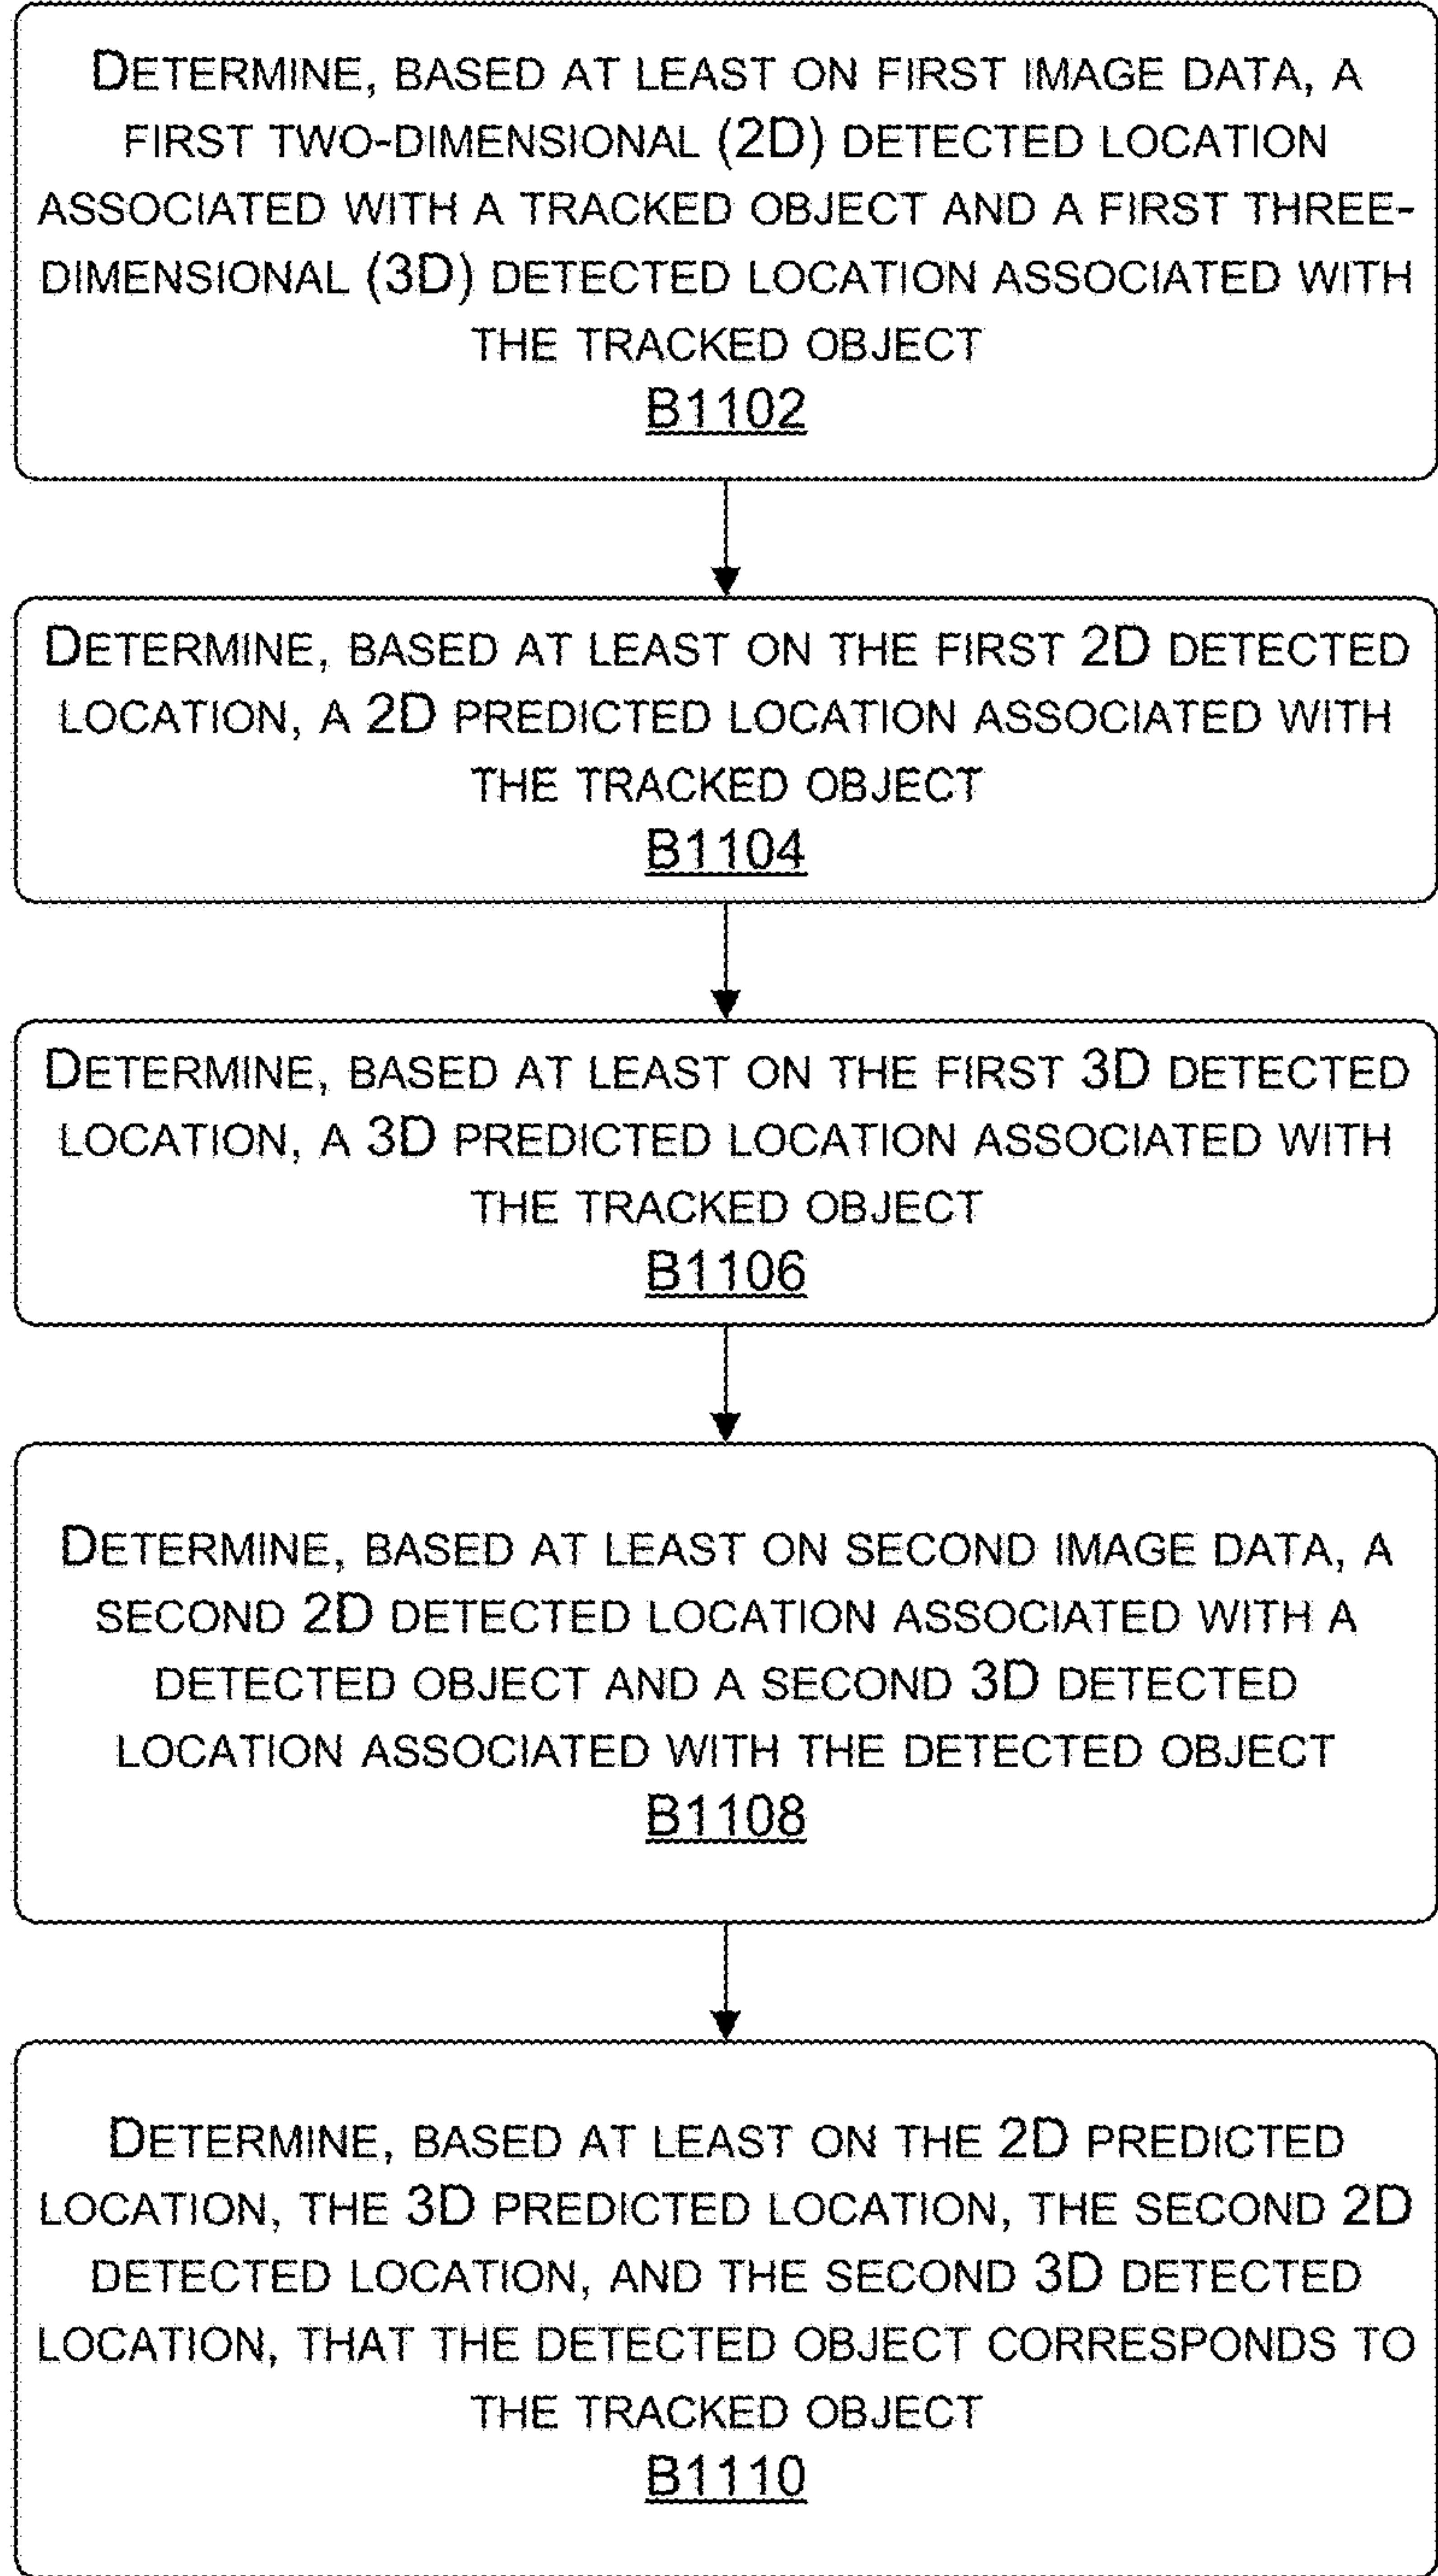 DETERMINE, BASED AT LEAST ON FIRST IMAGE DATA, A
FIRST TWO-DIMENSIONAL (2D) DETECTED LOCATION
ASSOCIATED WITH A TRACKED OBJECT AND A FIRST THREE-
DIMENSIONAL (3D) DETECTED LOCATION ASSOCIATED WITH
THE TRACKED OBJECT
B1102
DETERMINE, BASED AT LEAST ON THE FIRST 2D DETECTED
LOCATION, A 2D PREDICTED LOCATION ASSOCIATED WITH
THE TRACKED OBJECT
B1104
DETERMINE, BASED AT LEAST ON THE FIRST 3D DETECTED
LOCATION, A 3D PREDICTED LOCATION ASSOCIATED WITH
THE TRACKED OBJECT
B1106
DETERMINE, BASED AT LEAST ON SECOND IMAGE DATA, A
SECOND 2D DETECTED LOCATION ASSOCIATED WITH A
DETECTED OBJECT AND A SECOND 3D DETECTED
LOCATION ASSOCIATED WITH THE DETECTED OBJECT
B1108
DETERMINE, BASED AT LEAST ON THE 2D PREDICTED
LOCATION, THE 3D PREDICTED LOCATION, THE SECOND 2D
DETECTED LOCATION, AND THE SECOND 3D DETECTED
LOCATION, THAT THE DETECTED OBJECT CORRESPONDS TO
THE TRACKED OBJECT
B1110